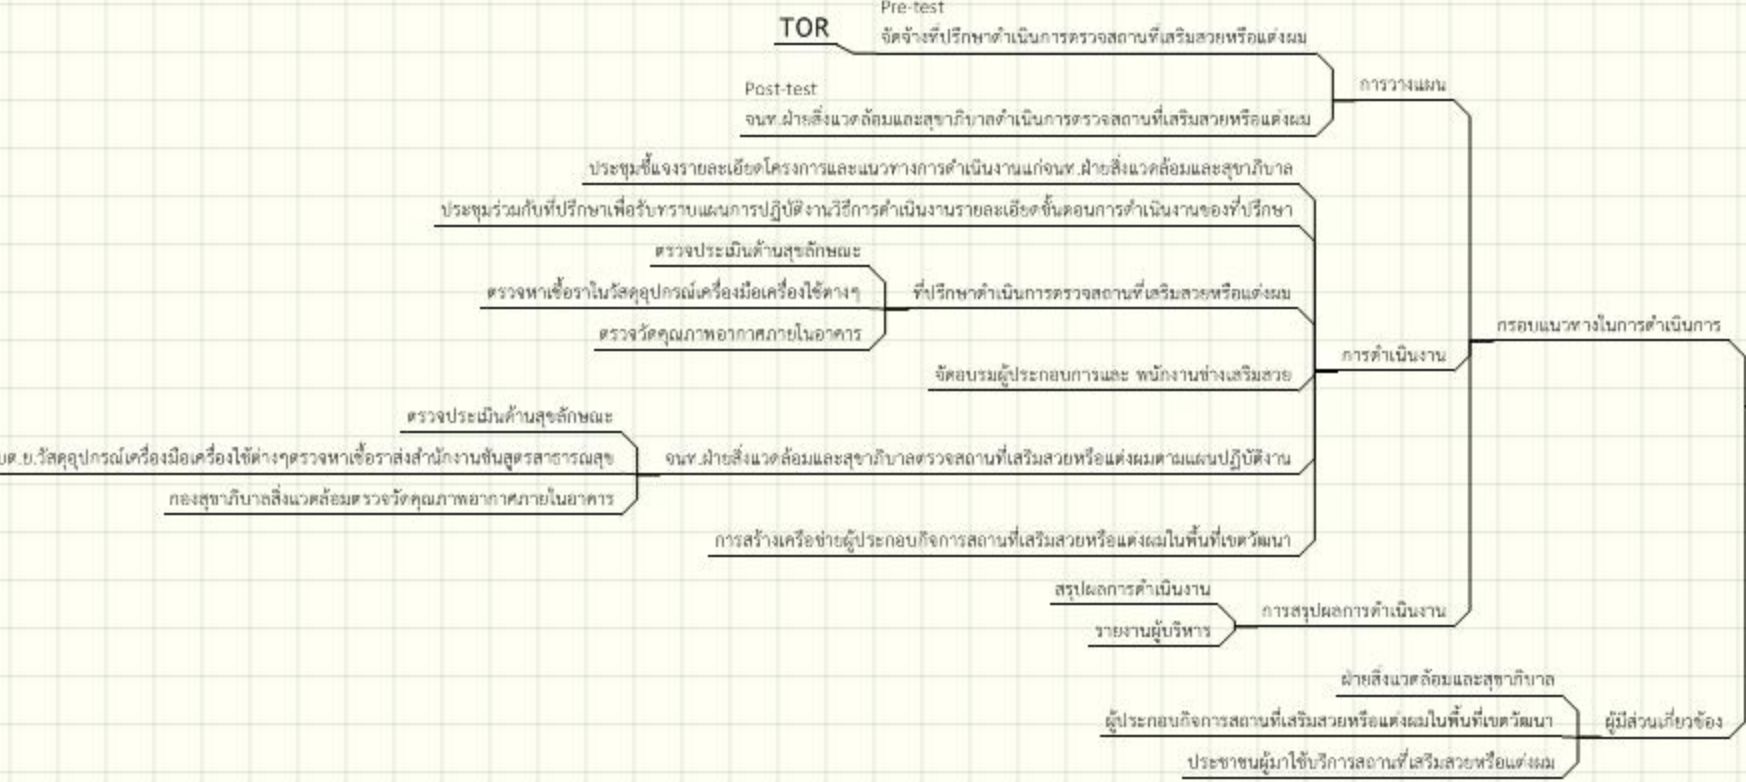 Pre-test
TOR
จัดจ้างที่ปรึกษาดำเนินการตรวจสถานที่เสริมสวยหรือแต่งผม
การวางแผน
Post-test
จนท.ฝ่ายสิ่งแวดล้อมและสุขาภิบาลดำเนินการตรวจสถานที่เสริมสวยหรือแต่งผม
ประชุมชี้แจงรายละเอียดโครงการและแนวทางการดำเนินงานแก่จนท.ฝ่ายสิ่งแวดล้อมและสุขาภิบาล
ประชุมร่วมกับที่ปรึกษาเพื่อรับทราบแผนการปฏิบัติงานวิธีการดำเนินงานรายละเอียดขั้นตอนการดำเนินงานของที่ปรึกษา
ตรวจประเมินด้านสุขลักษณะ
ตรวจหาเชื้อราในวัสดุอุปกรณ์เครื่องมือเครื่องใช้ต่างๆ
ที่ปรึกษาดำเนินการตรวจสถานที่เสริมสวยหรือแต่งผม
ตรวจวัดคุณภาพอากาศภายในอาคาร
กรอบแนวทางในการดำเนินการ
การดำเนินงาน
จัดอบรมผู้ประกอบการและ พนักงานช่างเสริมสวย
ตรวจประเมินด้านสุขลักษณะ
ต.ย.วัสดุอุปกรณ์เครื่องมือเครื่องใช้ต่างๆตรวจหาเชื้อราส่งสำนักงานชันสูตรสาธารณสุข
จนท.ฝ่ายสิ่งแวดล้อมและสุขาภิบาลตรวจสถานที่เสริมสวยหรือแต่งผมตามแผนปฏิบัติงาน
กองสุขาภิบาลสิ่งแวดล้อมตรวจวัดคุณภาพอากาศภายในอาคาร
การสร้างเครือข่ายผู้ประกอบกิจการสถานที่เสริมสวยหรือแต่งผมในพื้นที่เขตวัฒนา
สรุปผลการดำเนินงาน
การสรุปผลการดำเนินงาน
รายงานผู้บริหาร
ฝ่ายสิ่งแวดล้อมและสุขาภิบาล
ผู้ประกอบกิจการสถานที่เสริมสวยหรือแต่งผมในพื้นที่เขตวัฒนา
ผู้มีส่วนเกี่ยวข้อง
ประชาชนผู้มาใช้บริการสถานที่เสริมสวยหรือแต่งผม